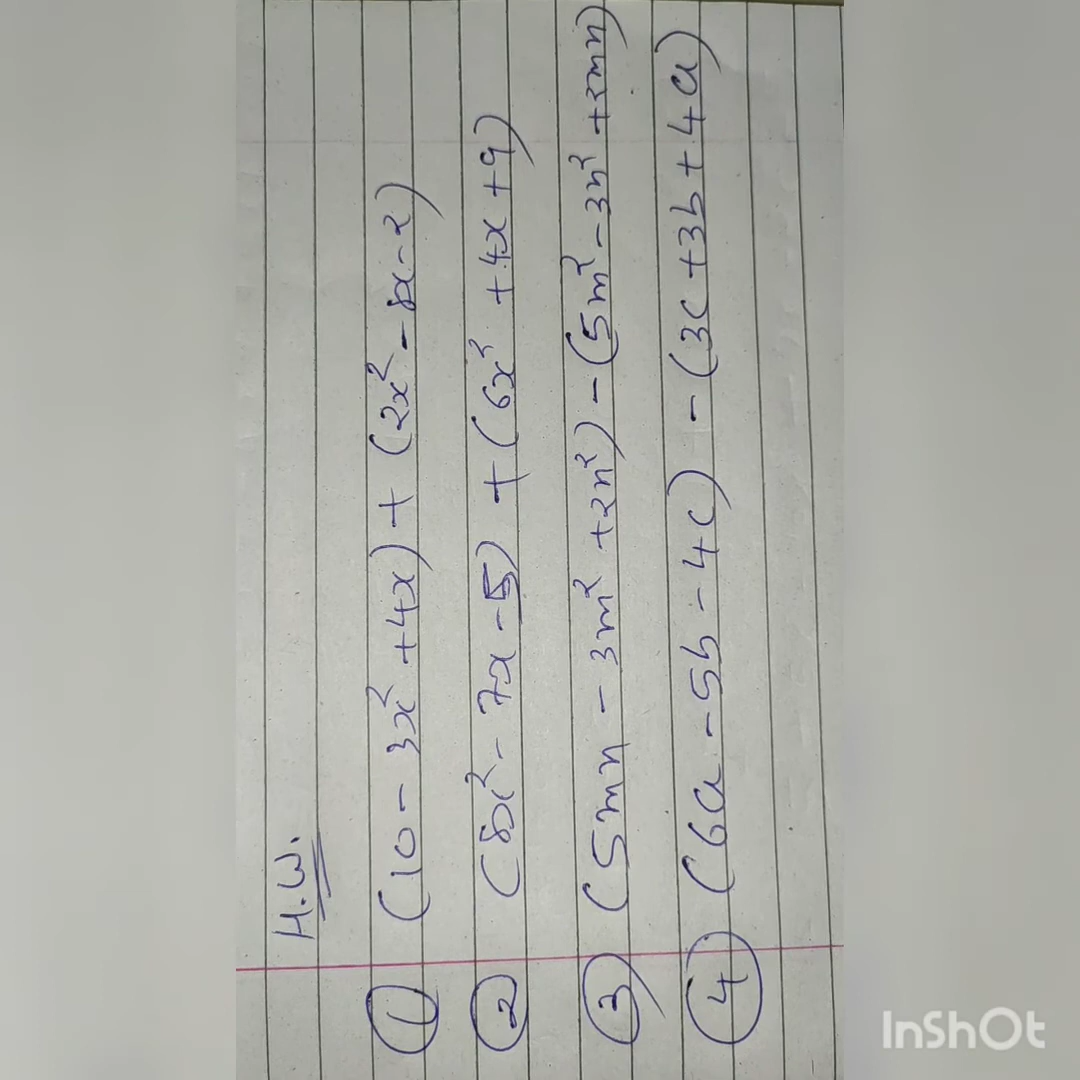 H.W.
① (10 - 3x² + 4x) + (2x² - 8x - 2)
② (8x² - 7x - 5) + (6x² + 4x + 9)
③ (5mn - 3m² + 2n²) - (5m² - 3n² + 2mn)
④ (6a - 5b - 4c) - (3c + 3b + 4a)
InShOt